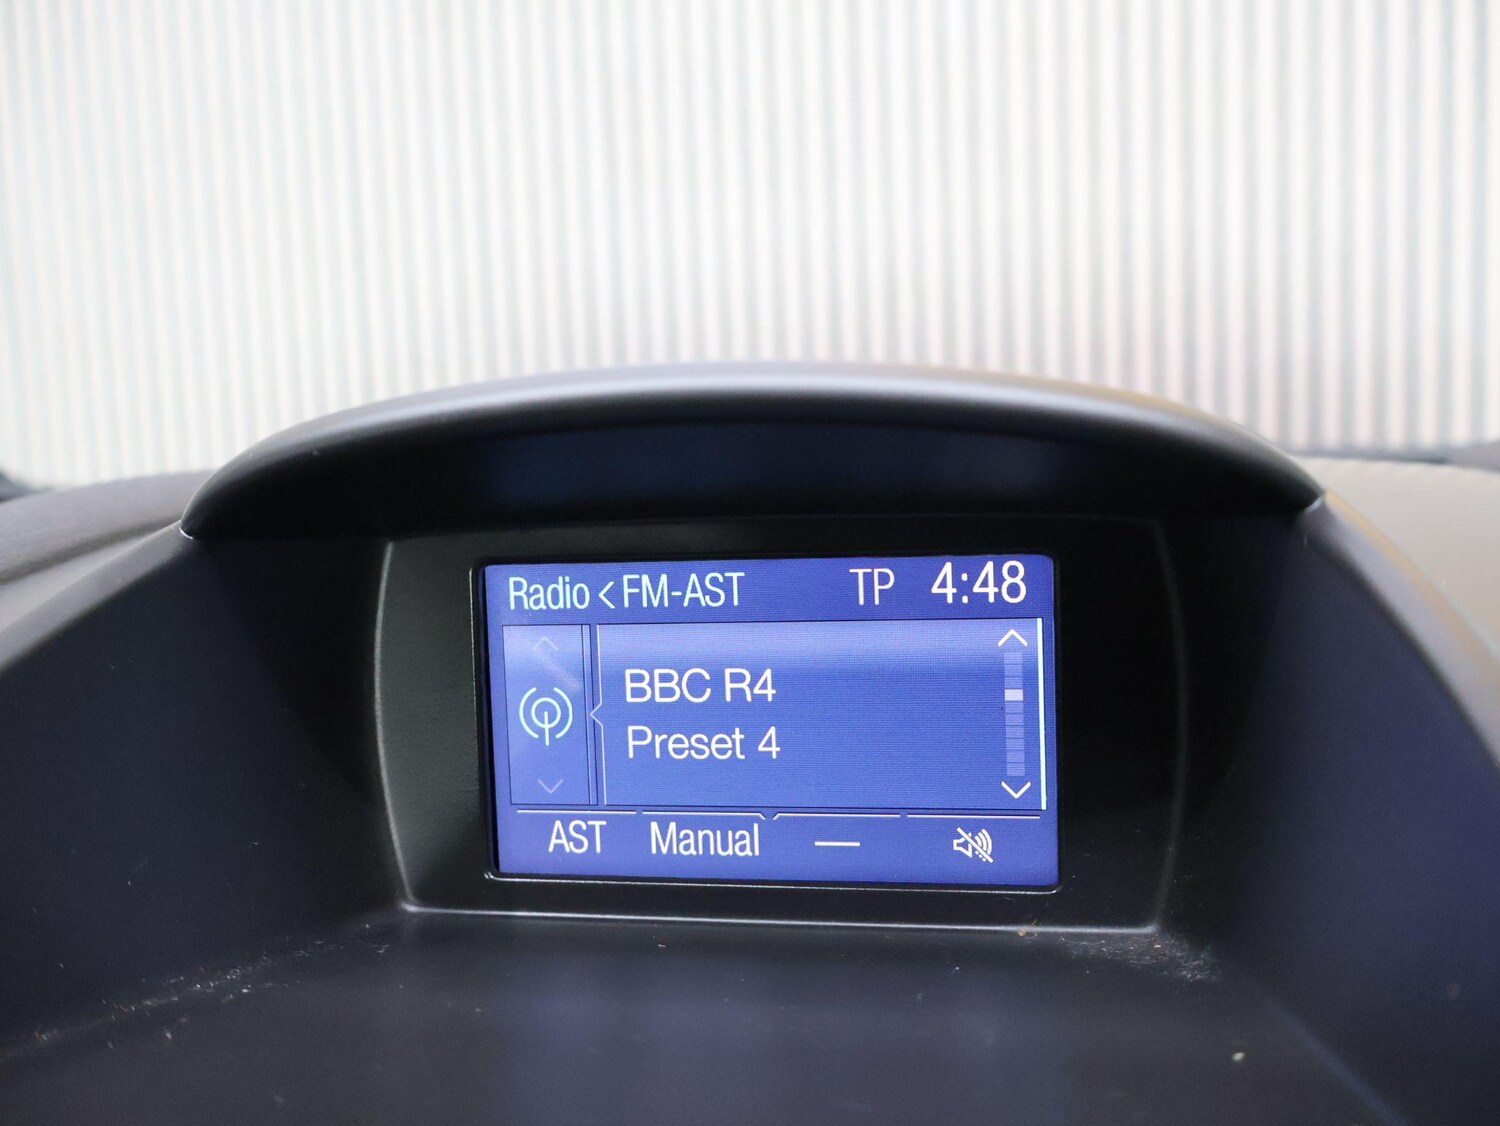 Radio < FM-AST TP 4:48
BBC R4
Preset 4
AST Manual —